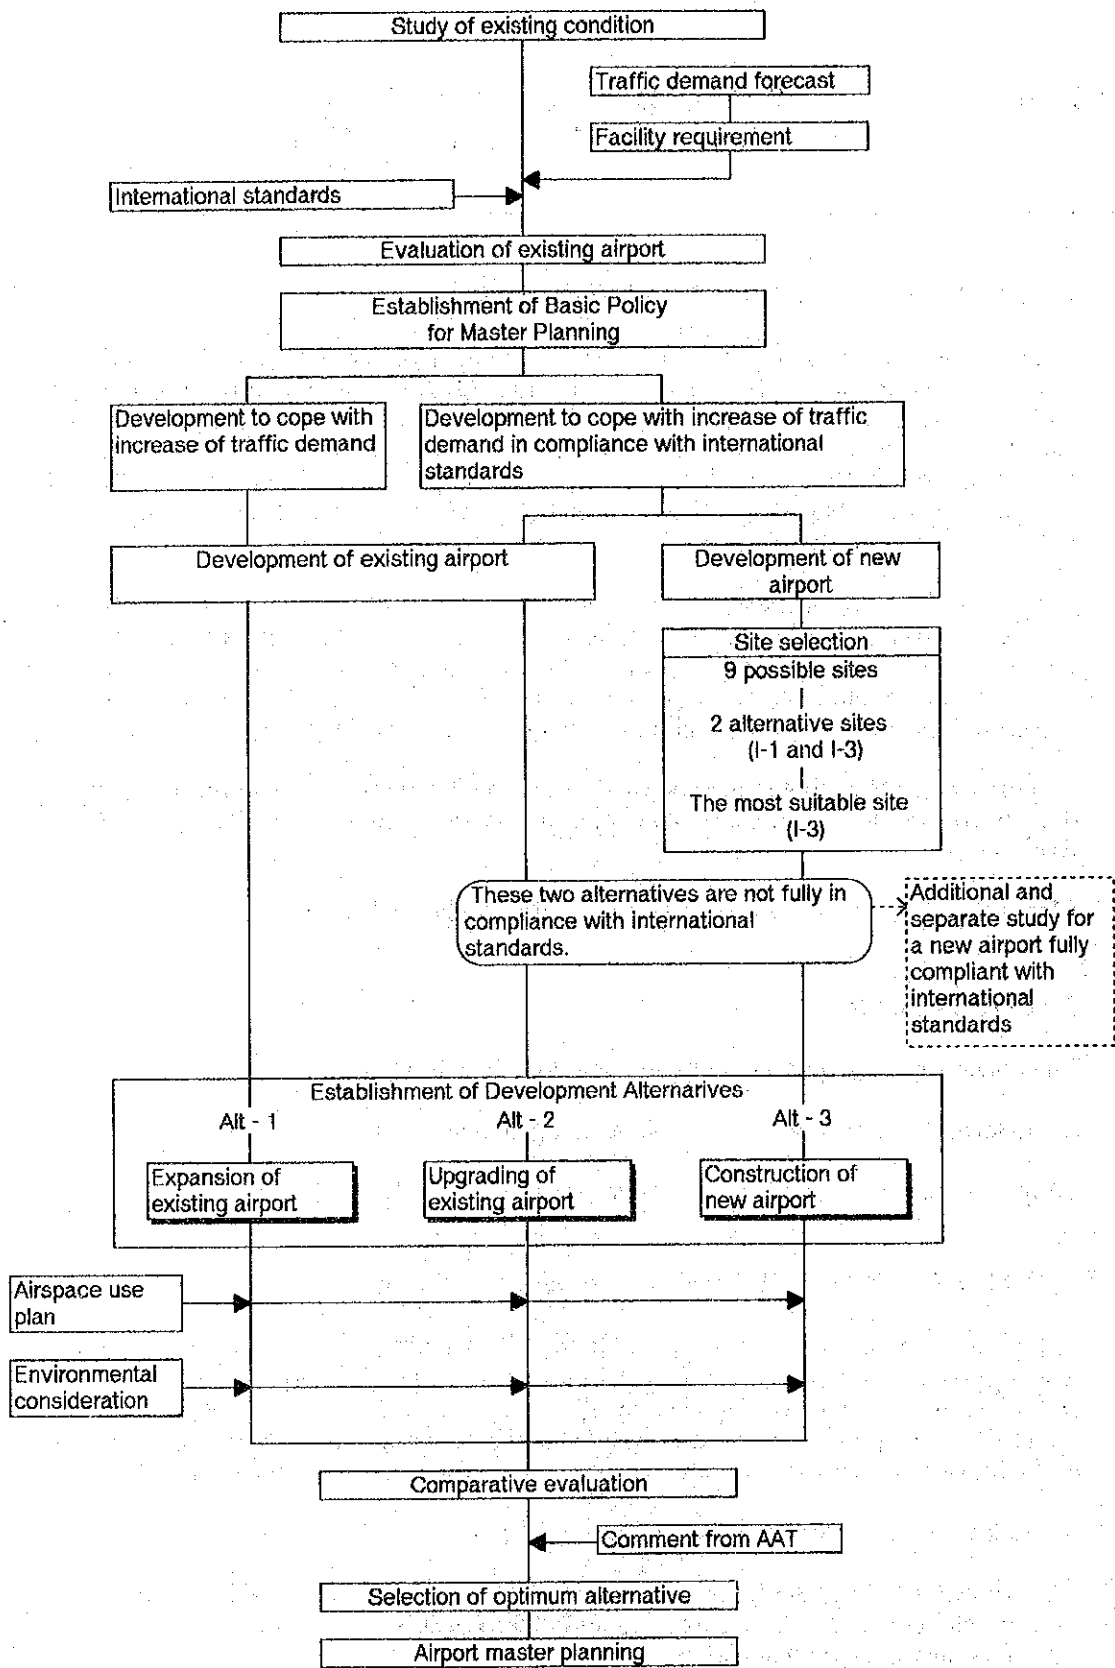 Study of existing condition
Traffic demand forecast
Facility requirement
International standards
Evaluation of existing airport
Establishment of Basic Policy
for Master Planning
Development to cope with
increase of traffic demand
Development to cope with increase of traffic
demand in compliance with international
standards
Development of existing airport
Development of new
airport
Site selection
9 possible sites
2 alternative sites
(I-1 and I-3)
The most suitable site
(I-3)
These two alternatives are not fully in
compliance with international
standards.
Additional and
separate study for
a new airport fully
compliant with
international
standards
Establishment of Development Alternarives
Alt - 1
Alt - 2
Alt - 3
Expansion of
existing airport
Upgrading of
existing airport
Construction of
new airport
Airspace use
plan
Environmental
consideration
Comparative evaluation
Comment from AAT
Selection of optimum alternative
Airport master planning